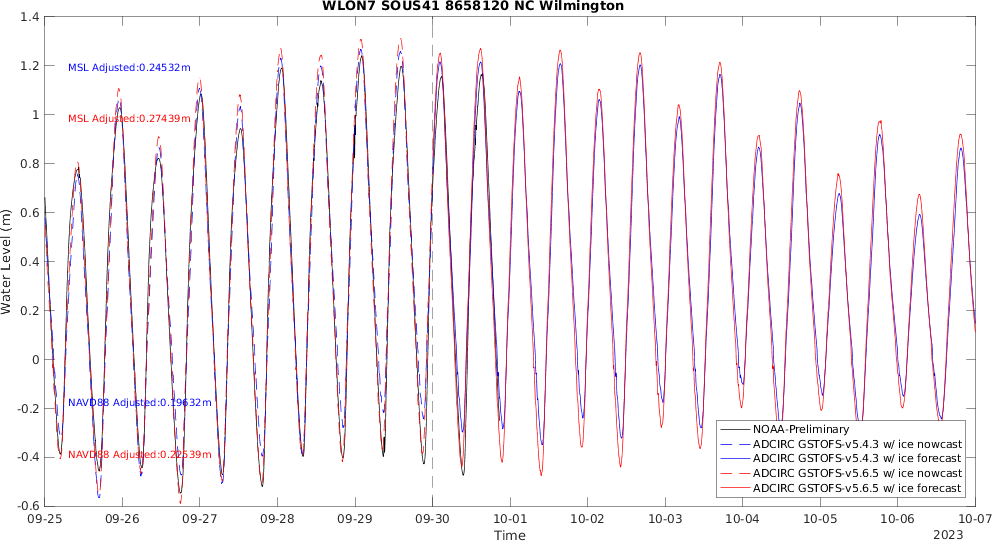 WLON7 SOUS41 8658120 NC Wilmington
1.4
1.2
1
0.8
0.6
0.4
0.2
0
-0.2
-0.4
-0.6
Water Level (m)
MSL Adjusted:0.24532m
MSL Adjusted:0.27439m
NAVD88 Adjusted:0.19632m
NAVD88 Adjusted:0.22539m
NOAA-Preliminary
ADCIRC GSTOFS-v5.4.3 w/ ice nowcast
ADCIRC GSTOFS-v5.4.3 w/ ice forecast
ADCIRC GSTOFS-v5.6.5 w/ ice nowcast
ADCIRC GSTOFS-v5.6.5 w/ ice forecast
09-25 09-26 09-27 09-28 09-29 09-30 10-01 10-02 10-03 10-04 10-05 10-06 10-07
Time
2023